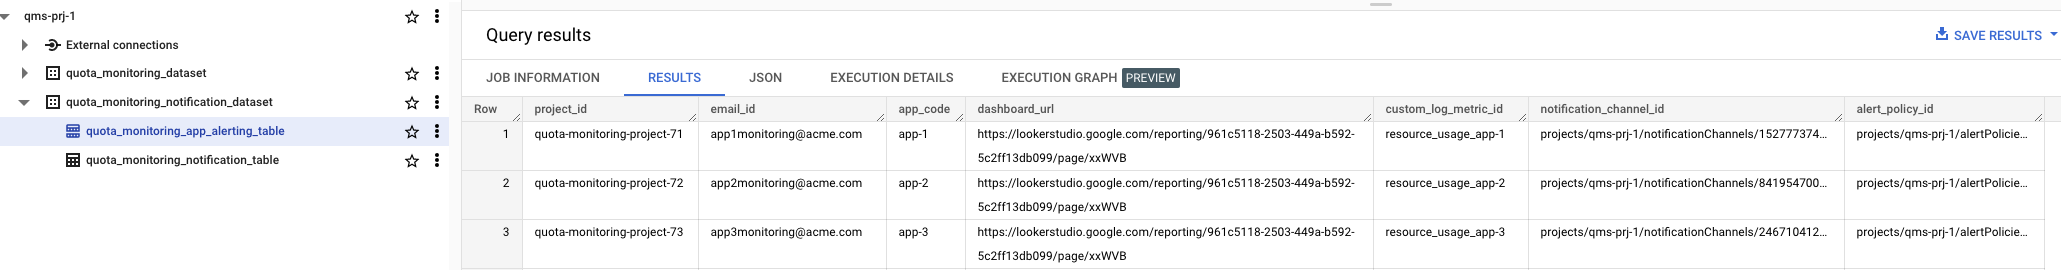 qms-prj-1
External connections
quota_monitoring_dataset
quota_monitoring_notification_dataset
quota_monitoring_app_alerting_table
quota_monitoring_notification_table
Query results
SAVE RESULTS
JOB INFORMATION RESULTS JSON EXECUTION DETAILS EXECUTION GRAPH PREVIEW
Row project_id email_id app_code dashboard_url custom_log_metric_id notification_channel_id alert_policy_id
1 quota-monitoring-project-71 app1monitoring@acme.com app-1 https://lookerstudio.google.com/reporting/961c5118-2503-449a-b592- resource_usage_app-1 projects/qms-prj-1/notificationChannels/152777374... projects/qms-prj-1/alertPolicie...
5c2ff13db099/page/xxWVB
2 quota-monitoring-project-72 app2monitoring@acme.com app-2 https://lookerstudio.google.com/reporting/961c5118-2503-449a-b592- resource_usage_app-2 projects/qms-prj-1/notificationChannels/841954700... projects/qms-prj-1/alertPolicie...
5c2ff13db099/page/xxWVB
3 quota-monitoring-project-73 app3monitoring@acme.com app-3 https://lookerstudio.google.com/reporting/961c5118-2503-449a-b592- resource_usage_app-3 projects/qms-prj-1/notificationChannels/246710412... projects/qms-prj-1/alertPolicie...
5c2ff13db099/page/xxWVB